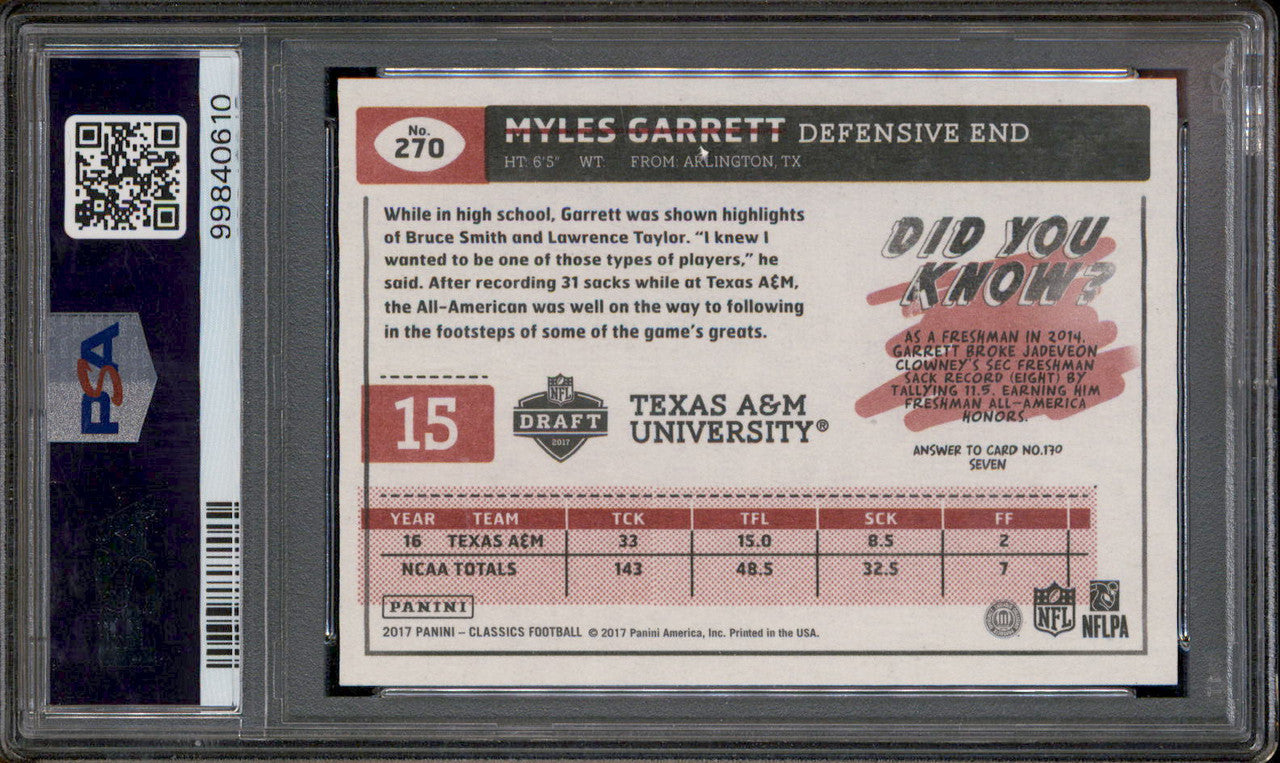 99840610
PSA
No.
270
MYLES GARRETT DEFENSIVE END
HT: 6'5" WT: FROM: ARLINGTON, TX
While in high school, Garrett was shown highlights
of Bruce Smith and Lawrence Taylor. “I knew I
wanted to be one of those types of players,” he
said. After recording 31 sacks while at Texas A&M,
the All-American was well on the way to following
in the footsteps of some of the game's greats.
DID YOU
KNOW?
AS A FRESHMAN IN 2014,
GARRETT BROKE JADEVEON
CLOWNEY'S SEC FRESHMAN
SACK RECORD (EIGHT) BY
TALLYING 11.5, EARNING HIM
FRESHMAN ALL-AMERICA
HONORS.
ANSWER TO CARD NO.170
SEVEN
15
NFL
DRAFT
2017
TEXAS A&M
UNIVERSITY®
YEAR TEAM TCK TFL SCK FF
16 TEXAS A&M 33 15.0 8.5 2
NCAA TOTALS 143 48.5 32.5 7
PANINI
2017 PANINI – CLASSICS FOOTBALL © 2017 Panini America, Inc. Printed in the USA.
NFL
NFLPA